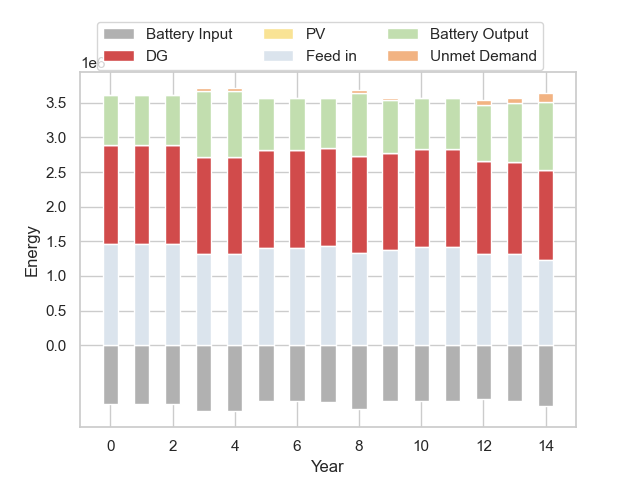 Battery Input PV Battery Output
DG Feed in Unmet Demand
1e6
3.5
3.0
2.5
2.0
1.5
1.0
0.5
0.0
Energy
0 2 4 6 8 10 12 14
Year